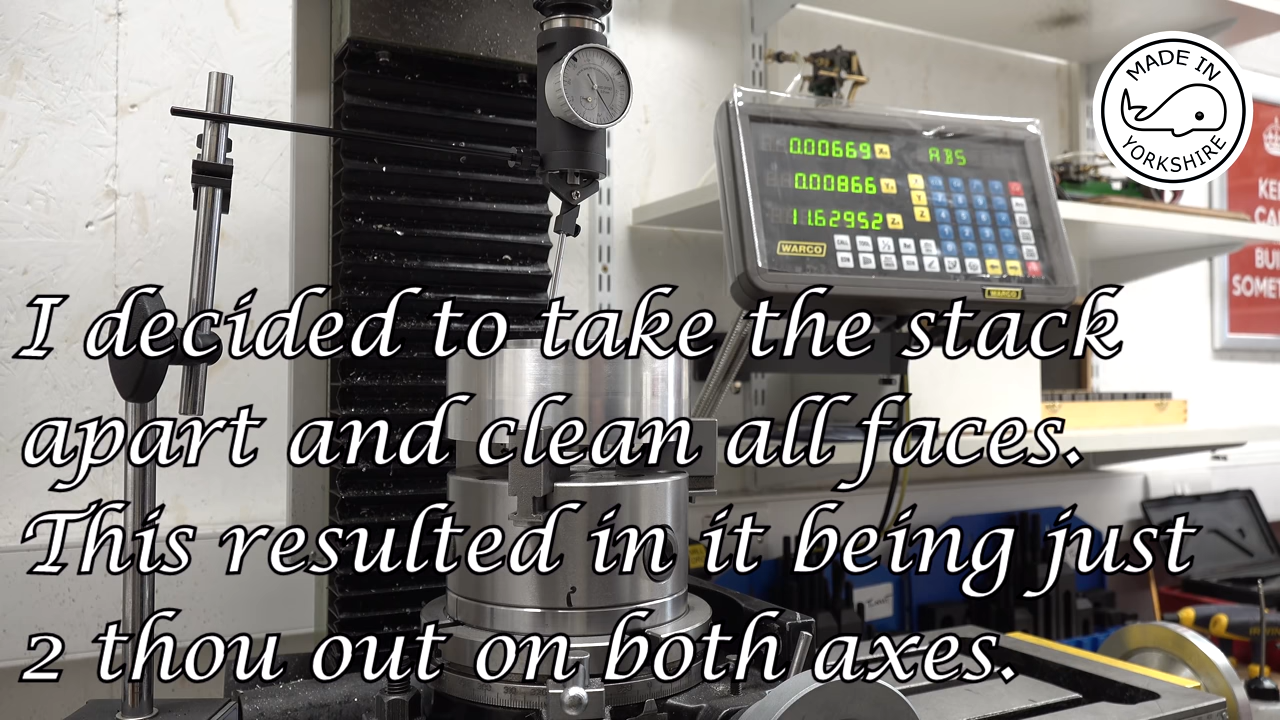 MADE IN
YORKSHIRE
0.00669 X
ABS
0.00866 Y
11.62952 Z
WARCO
WARCO
I decided to take the stack
apart and clean all faces.
This resulted in it being just
2 thou out on both axes.